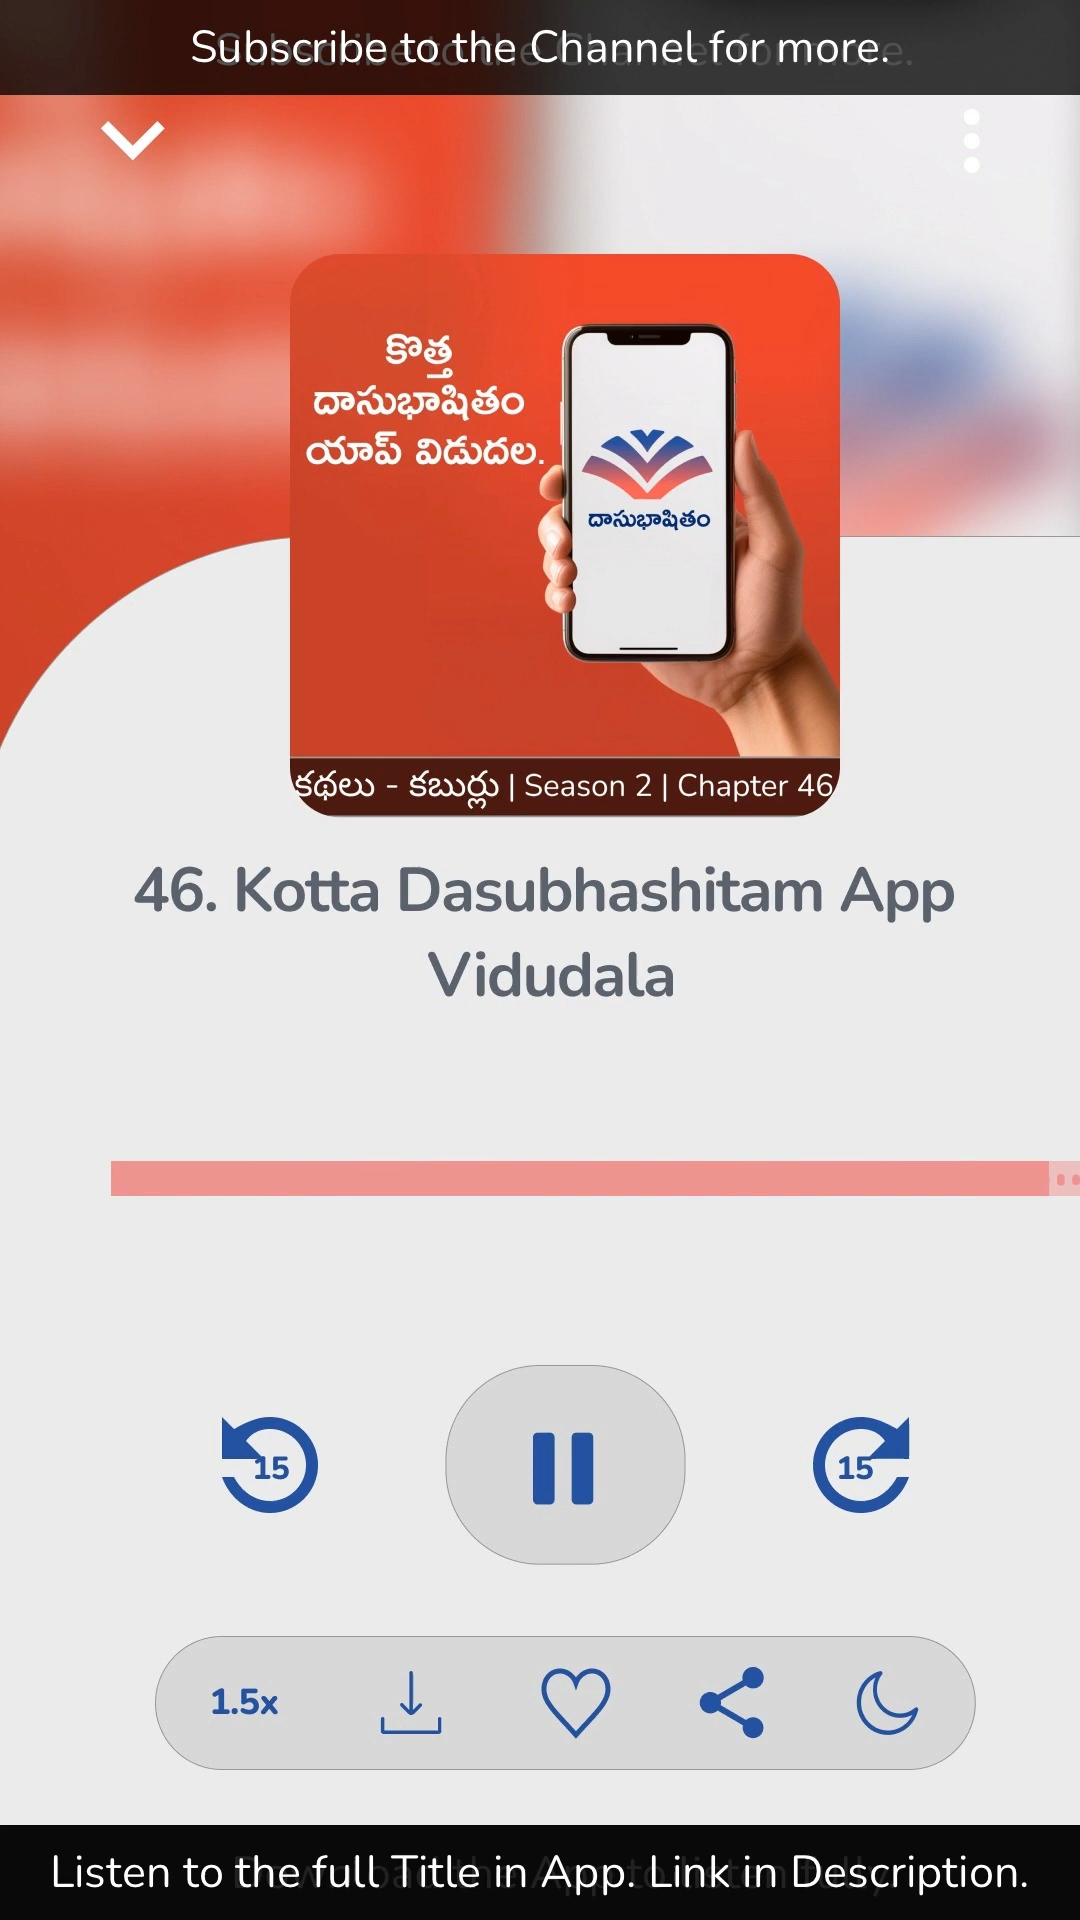 Subscribe to the Channel for more.
కొత్త
దాసుభాషితం
యాప్ విడుదల.
దాసుభాషితం
కథలు - కబుర్లు | Season 2 | Chapter 46
46. Kotta Dasubhashitam App
Vidudala
15
15
1.5x
Listen to the full Title in App. Link in Description.